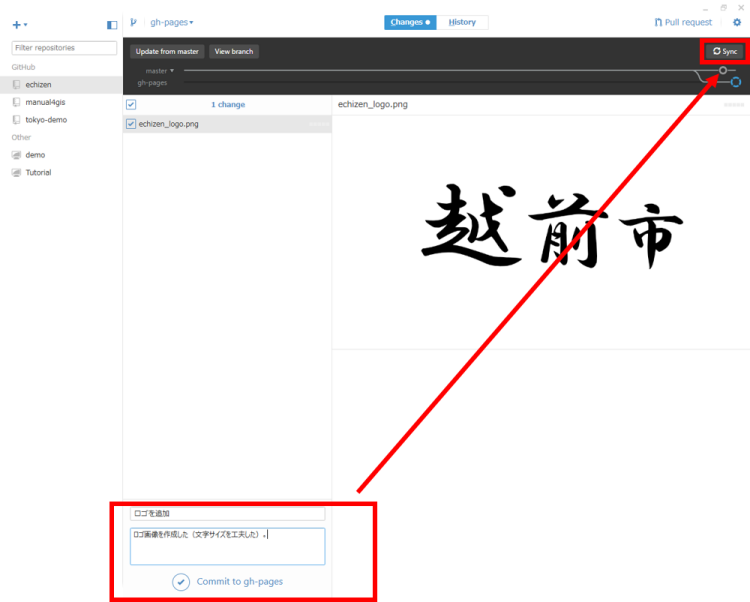 gh-pages
Changes
History
Pull request
Filter repositories
Update from master
View branch
Sync
GitHub
master
gh-pages
echizen
manual4gis
tokyo-demo
Other
demo
Tutorial
1 change
echizen_logo.png
echizen_logo.png
越前市
ロゴを追加
ロゴ画像を作成した（文字サイズを工夫した）。
Commit to gh-pages